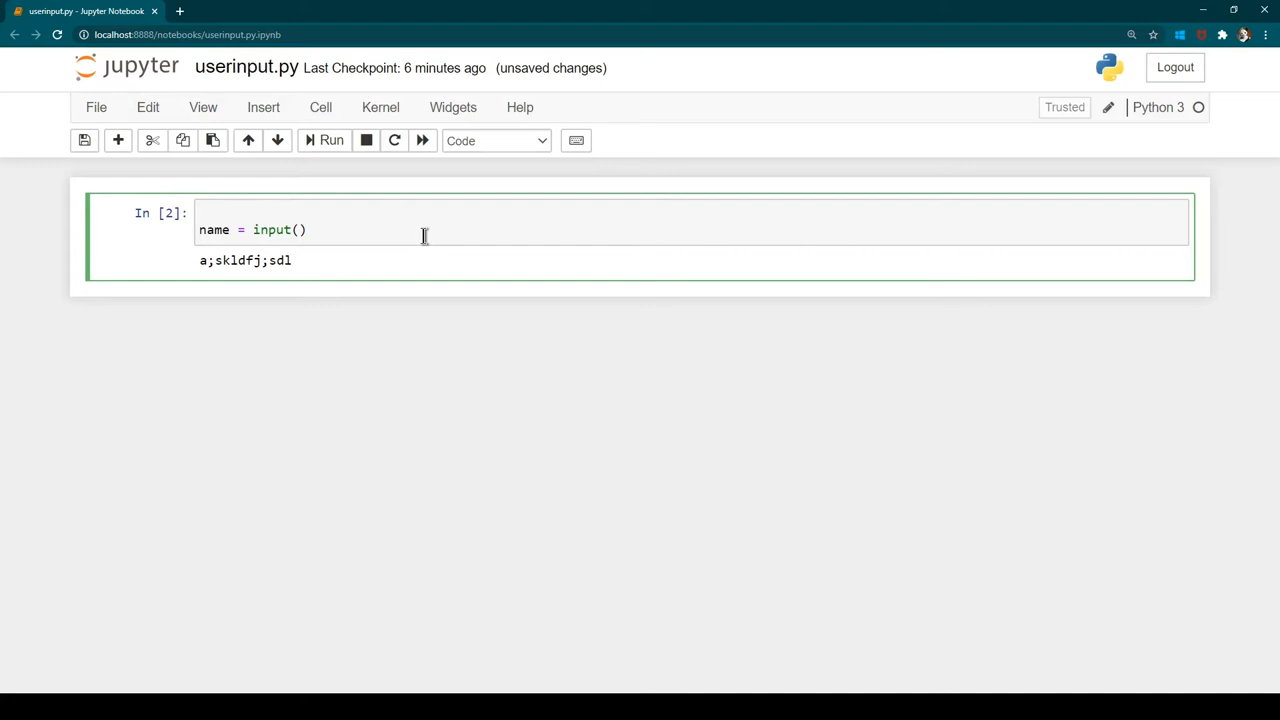 userinput.py - Jupyter Notebook
localhost:8888/notebooks/userinput.py.ipynb
jupyter userinput.py Last Checkpoint: 6 minutes ago (unsaved changes) Logout
File Edit View Insert Cell Kernel Widgets Help Trusted Python 3
Run Code
In [2]:
name = input()
a;skldfj;sdl